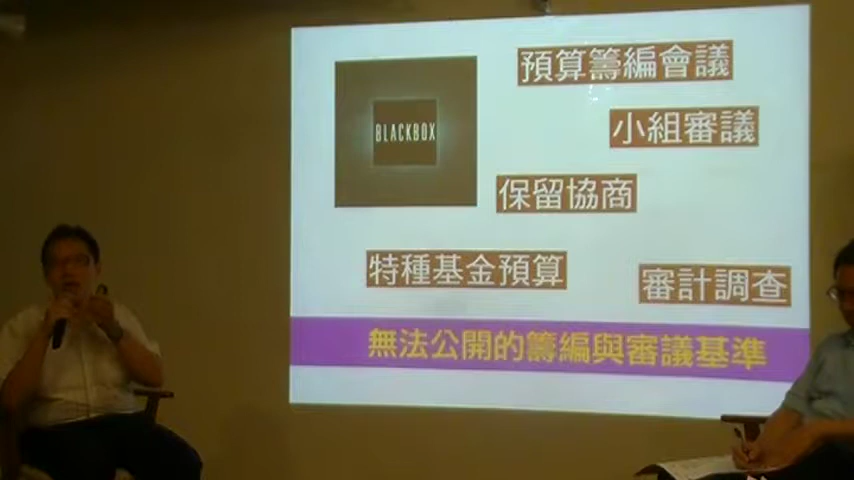 預算籌編會議
BLACKBOX
小組審議
保留協商
特種基金預算
審計調查
無法公開的籌編與審議基準